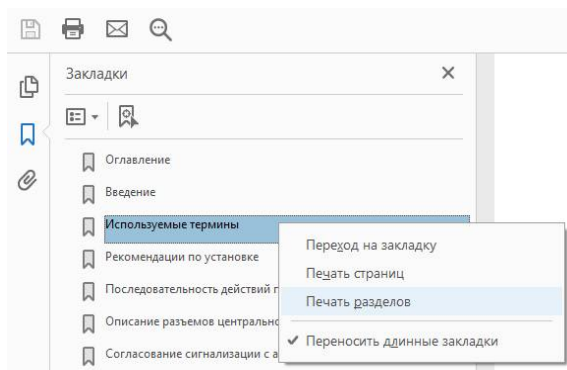 Закладки
Оглавление
Введение
Используемые термины
Рекомендации по установке
Последовательность действий
Описание разъемов
Согласование сигнализации с
Переход на закладку
Печать страниц
Печать разделов
Переносить длинные закладки